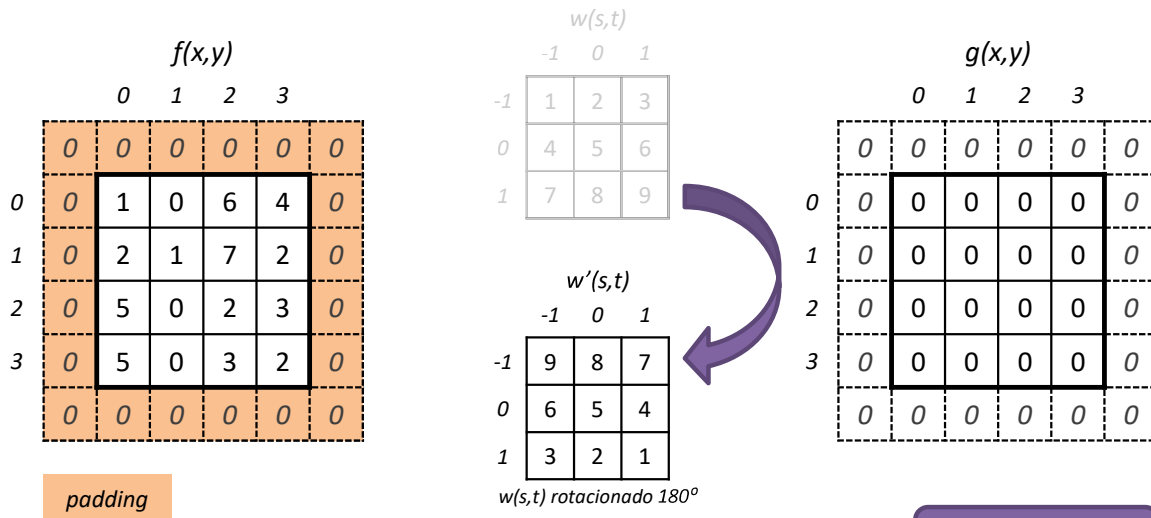 f(x,y)
0 1 2 3
0 0 0 0 0 0
0 0 1 0 6 4 0
1 0 2 1 7 2 0
2 0 5 0 2 3 0
3 0 5 0 3 2 0
0 0 0 0 0 0
padding
w(s,t)
-1 0 1
-1 1 2 3
0 4 5 6
1 7 8 9
w'(s,t)
-1 0 1
-1 9 8 7
0 6 5 4
1 3 2 1
w(s,t) rotacionado 180º
g(x,y)
0 1 2 3
0 0 0 0 0 0
0 0 0 0 0 0 0
1 0 0 0 0 0 0
2 0 0 0 0 0 0
3 0 0 0 0 0 0
0 0 0 0 0 0